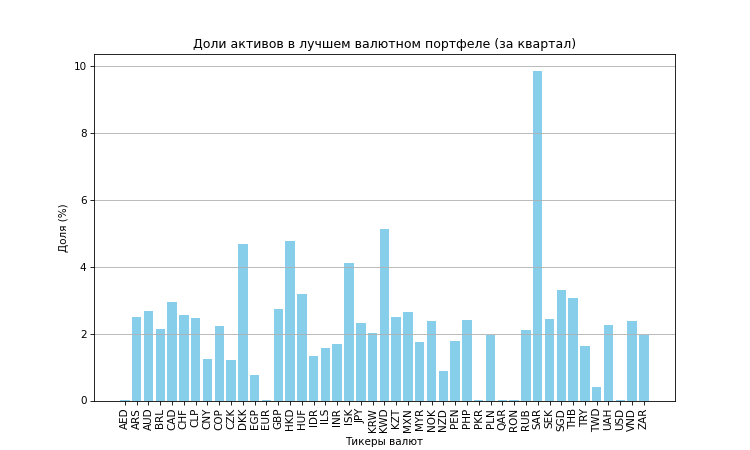 Доли активов в лучшем валютном портфеле (за квартал)
Доля (%)
10
8
6
4
2
0
AED ARS AUD BRL CAD CHF CLP CNY COP CZK DKK EGP EUR GBP HKD HUF IDR ILS INR ISK JPY KRW KWD KZT MXN MYR NOK NZD PEN PHP PKR PLN QAR RON RUB SAR SEK SGD THB TRY TWD UAH USD VND ZAR
Тикеры валют